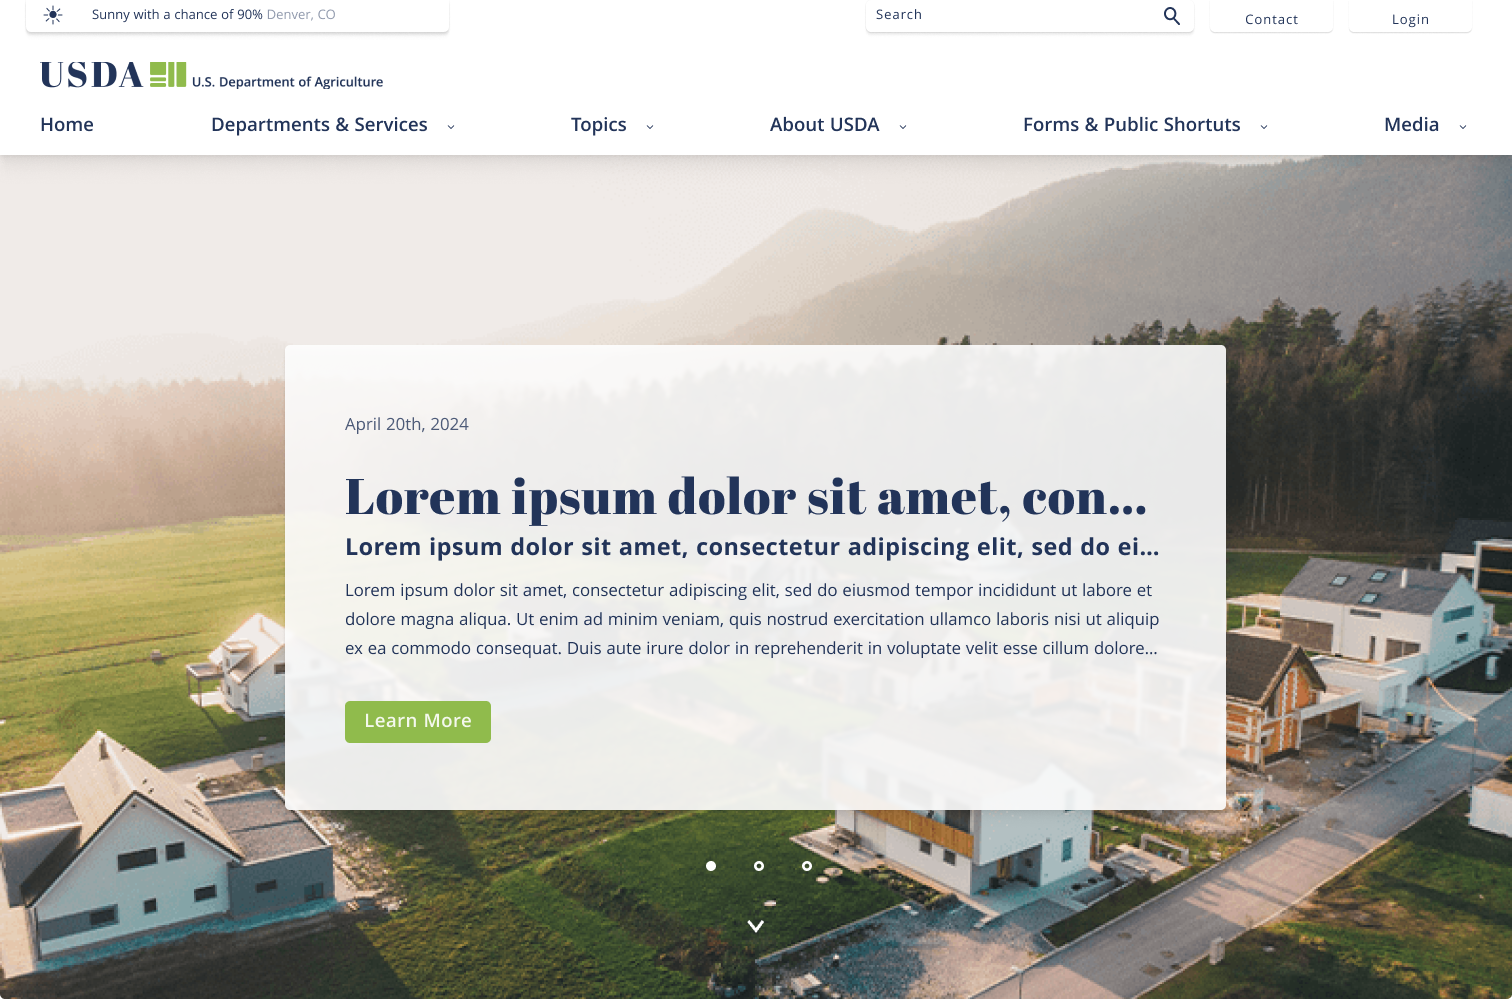 Sunny with a chance of 90% Denver, CO
Search
Contact
Login
USDA U.S. Department of Agriculture
Home
Departments & Services
Topics
About USDA
Forms & Public Shortuts
Media
April 20th, 2024
Lorem ipsum dolor sit amet, con...
Lorem ipsum dolor sit amet, consectetur adipiscing elit, sed do ei...
Lorem ipsum dolor sit amet, consectetur adipiscing elit, sed do eiusmod tempor incididunt ut labore et
dolore magna aliqua. Ut enim ad minim veniam, quis nostrud exercitation ullamco laboris nisi ut aliquip
ex ea commodo consequat. Duis aute irure dolor in reprehenderit in voluptate velit esse cillum dolore...
Learn More